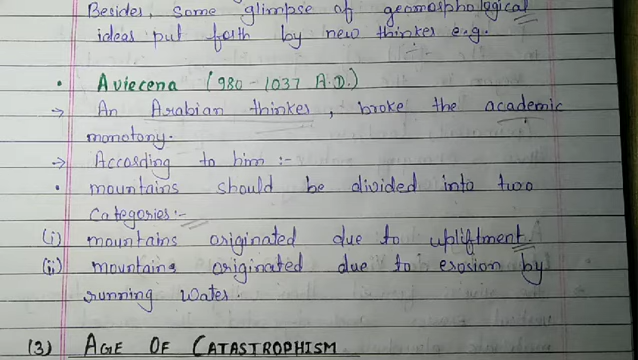 Besides, some glimpse of geomorphological
ideas put forth by new thinker e.g.
• Aviecena (980-1037 A.D.)
→ An Arabian thinker, broke the academic
monotony.
→ According to him :-
• mountains should be divided into two
categories:-
(i) mountains originated due to upliftment.
(ii) mountains originated due to erosion by
running water.
(3) AGE OF CATASTROPHISM